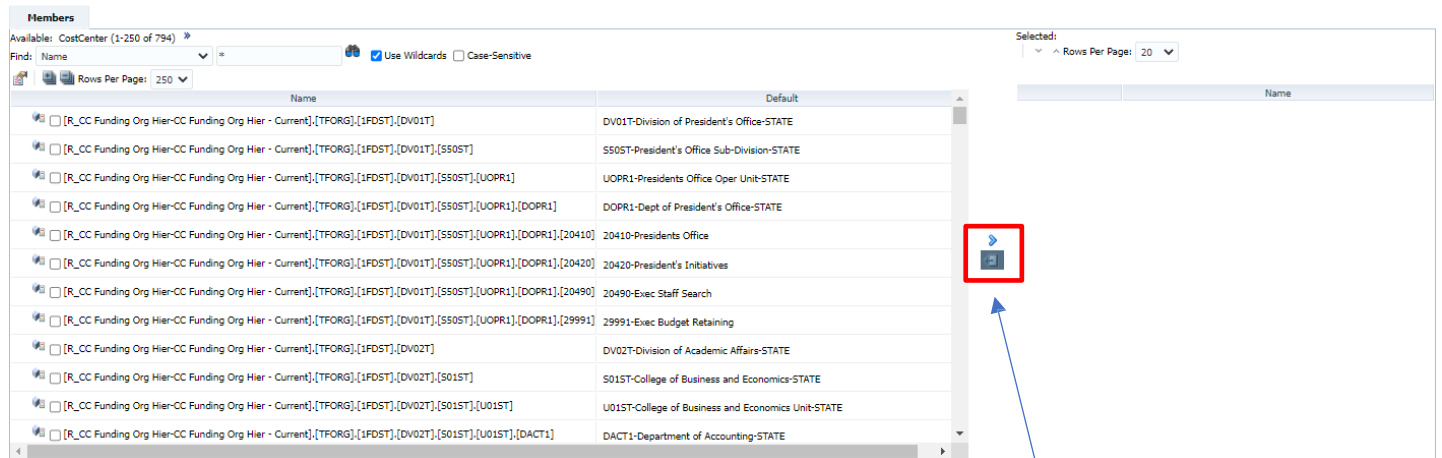 Members
Available: CostCenter (1-250 of 794) »
Selected:
Find: Name * Use Wildcards Case-Sensitive
Rows Per Page: 20
Rows Per Page: 250
Name Default
Name
[R_CC Funding Org Hier-CC Funding Org Hier - Current].[TFORG].[1FDST].[DV01T] DV01T-Division of President's Office-STATE
[R_CC Funding Org Hier-CC Funding Org Hier - Current].[TFORG].[1FDST].[DV01T].[S50ST] S50ST-President's Office Sub-Division-STATE
[R_CC Funding Org Hier-CC Funding Org Hier - Current].[TFORG].[1FDST].[DV01T].[S50ST].[UOPR1] UOPR1-Presidents Office Oper Unit-STATE
[R_CC Funding Org Hier-CC Funding Org Hier - Current].[TFORG].[1FDST].[DV01T].[S50ST].[UOPR1].[DOPR1] DOPR1-Dept of President's Office-STATE
[R_CC Funding Org Hier-CC Funding Org Hier - Current].[TFORG].[1FDST].[DV01T].[S50ST].[UOPR1].[DOPR1].[20410] 20410-Presidents Office
[R_CC Funding Org Hier-CC Funding Org Hier - Current].[TFORG].[1FDST].[DV01T].[S50ST].[UOPR1].[DOPR1].[20420] 20420-President's Initiatives
[R_CC Funding Org Hier-CC Funding Org Hier - Current].[TFORG].[1FDST].[DV01T].[S50ST].[UOPR1].[DOPR1].[20490] 20490-Exec Staff Search
[R_CC Funding Org Hier-CC Funding Org Hier - Current].[TFORG].[1FDST].[DV01T].[S50ST].[UOPR1].[DOPR1].[29991] 29991-Exec Budget Retaining
[R_CC Funding Org Hier-CC Funding Org Hier - Current].[TFORG].[1FDST].[DV02T] DV02T-Division of Academic Affairs-STATE
[R_CC Funding Org Hier-CC Funding Org Hier - Current].[TFORG].[1FDST].[DV02T].[S01ST] S01ST-College of Business and Economics-STATE
[R_CC Funding Org Hier-CC Funding Org Hier - Current].[TFORG].[1FDST].[DV02T].[S01ST].[U01ST] U01ST-College of Business and Economics Unit-STATE
[R_CC Funding Org Hier-CC Funding Org Hier - Current].[TFORG].[1FDST].[DV02T].[S01ST].[U01ST].[DACT1] DACT1-Department of Accounting-STATE